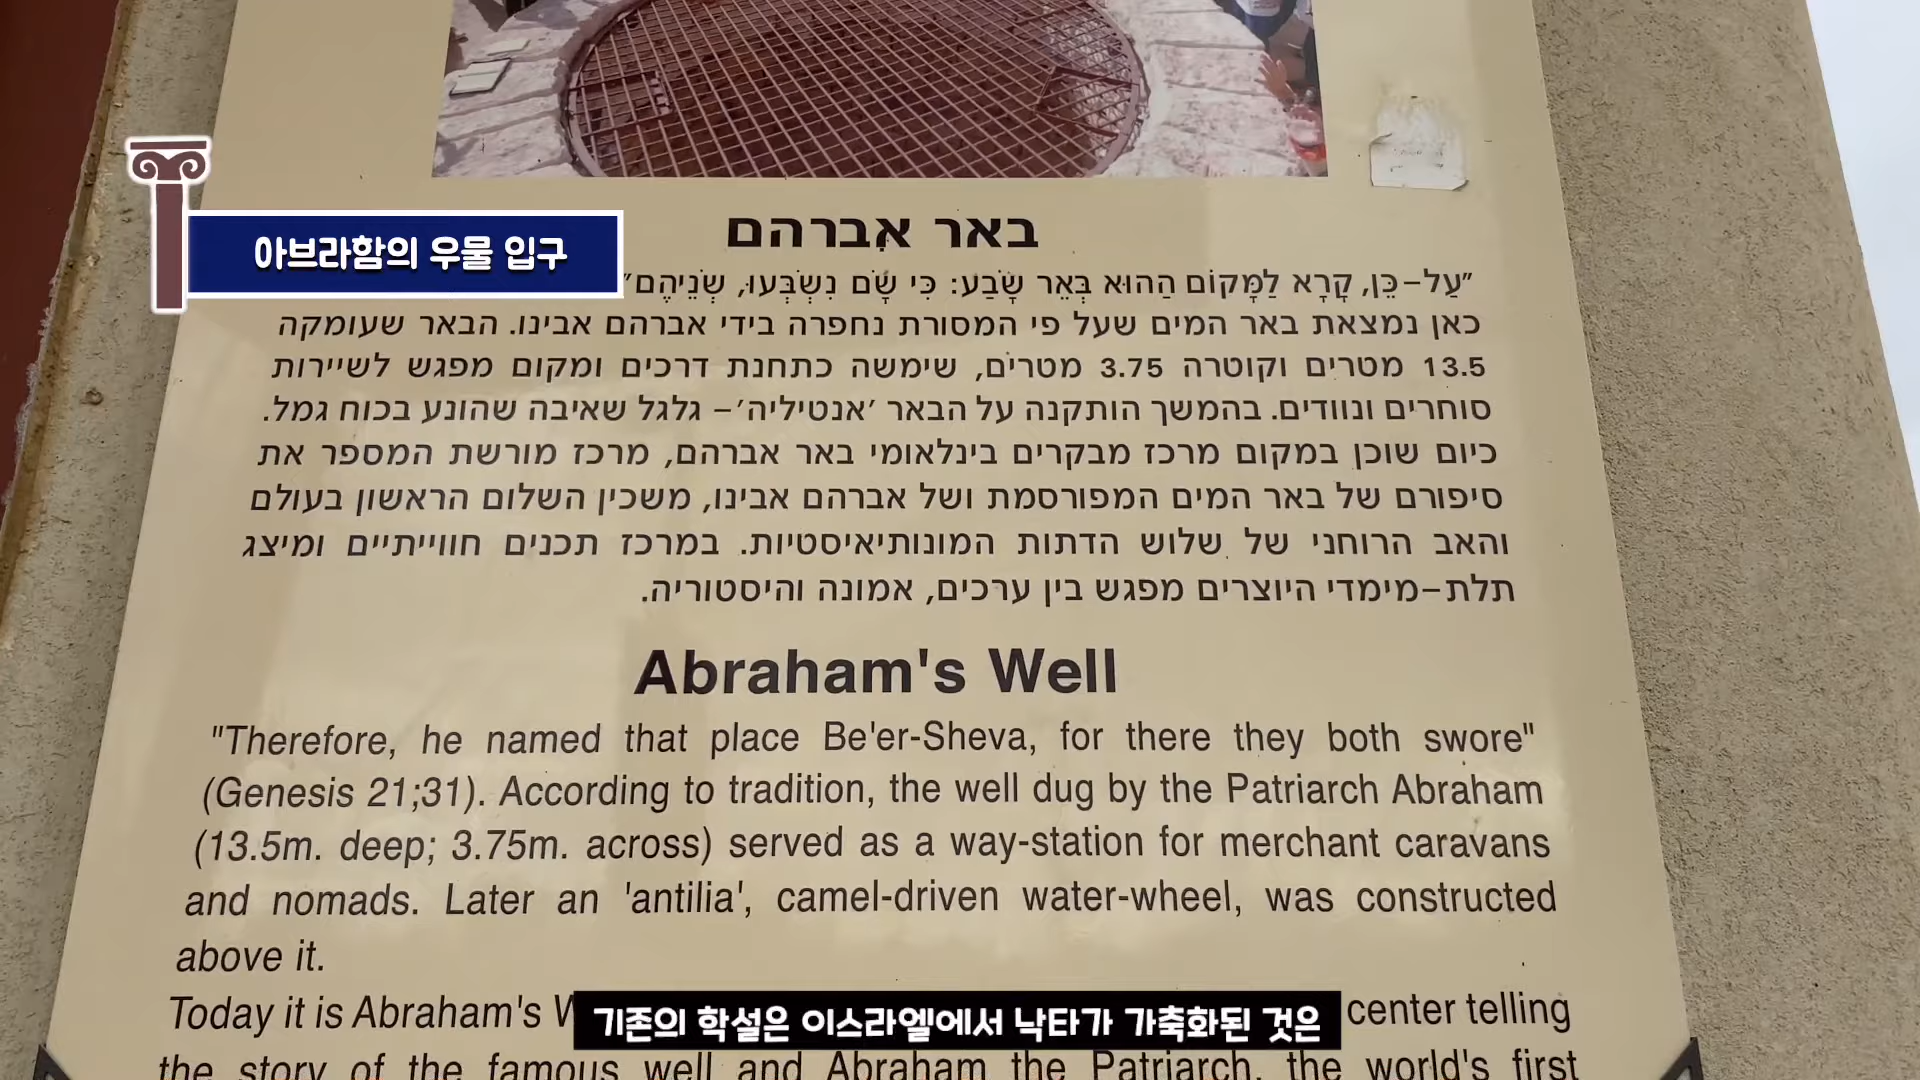 באר אברהם
아브라함의 우물 입구
"עַל–כֵּן, קָרָא לַמָּקוֹם הַהוּא בְּאֵר שָׁבַע: כִּי שָׁם נִשְׁבְּעוּ, שְׁנֵיהֶם"
כאן נמצאת באר המים שעל פי המסורת נחפרה בידי אברהם אבינו. הבאר שעומקה
13.5 מטרים וקוטרה 3.75 מטרים, שימשה כתחנת דרכים ומקום מפגש לשיירות
סוחרים ונוודים. בהמשך הותקנה על הבאר 'אנטיליה'– גלגל שאיבה שהונע בכוח גמל.
כיום שוכן במקום מרכז מבקרים בינלאומי באר אברהם, מרכז מורשת המספר את
סיפורם של באר המים המפורסמת ושל אברהם אבינו, משכין השלום הראשון בעולם
והאב הרוחני של שלוש הדתות המונותיאיסטיות. במרכז תכנים חווייתיים ומיצג
תלת–מימדי היוצרים מפגש בין ערכים, אמונה והיסטוריה.
Abraham's Well
"Therefore, he named that place Be'er-Sheva, for there they both swore"
(Genesis 21;31). According to tradition, the well dug by the Patriarch Abraham
(13.5m. deep; 3.75m. across) served as a way-station for merchant caravans
and nomads. Later an 'antilia', camel-driven water-wheel, was constructed
above it.
Today it is Abraham's center telling
기존의 학설은 이스라엘에서 낙타가 가축화된 것은
the story of the famous well and Abraham the Patriarch, the world's first